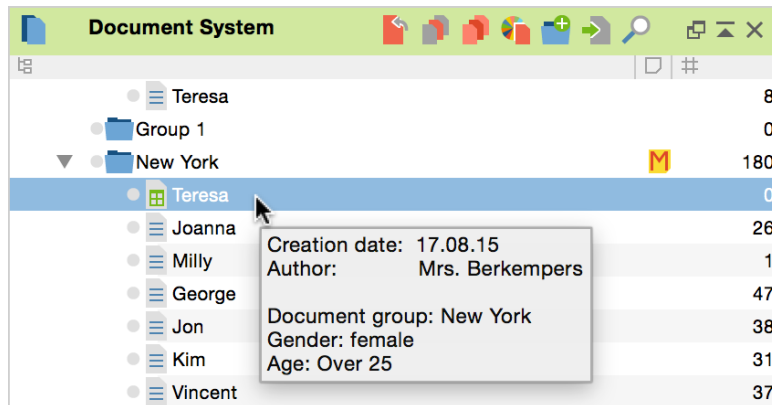 Document System
#
Teresa 8
Group 1 0
New York M 180
Teresa 0
Joanna 26
Creation date: 17.08.15
Milly 1
Author: Mrs. Berkempers
George 47
Document group: New York
Jon 38
Gender: female
Kim 31
Age: Over 25
Vincent 37